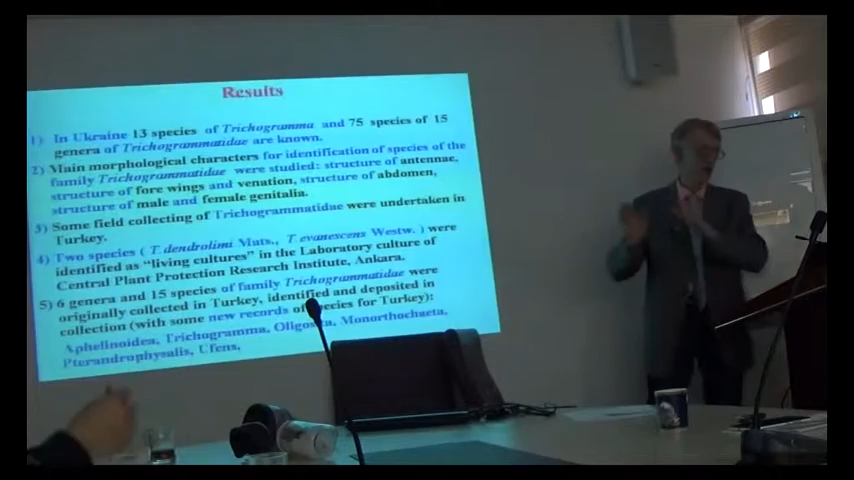 Results
1) In Ukraine 13 species of Trichogramma and 75 species of 15
genera of Trichogrammatidae are known.
2) Main morphological characters for identification of species of the
family Trichogrammatidae were studied: structure of antennae,
structure of fore wings and venation, structure of abdomen,
structure of male and female genitalia.
3) Some field collecting of Trichogrammatidae were undertaken in
Turkey.
4) Two species ( T.dendrolimi Mats., T.evanescens Westw. ) were
identified as "living cultures" in the Laboratory culture of
Central Plant Protection Research Institute, Ankara.
5) 6 genera and 15 species of family Trichogrammatidae were
originally collected in Turkey, identified and deposited in
collection (with some new records of species for Turkey):
Aphelinoidea, Trichogramma, Oligosita, Monorthochaeta,
Pterandrophysalis, Ufens.